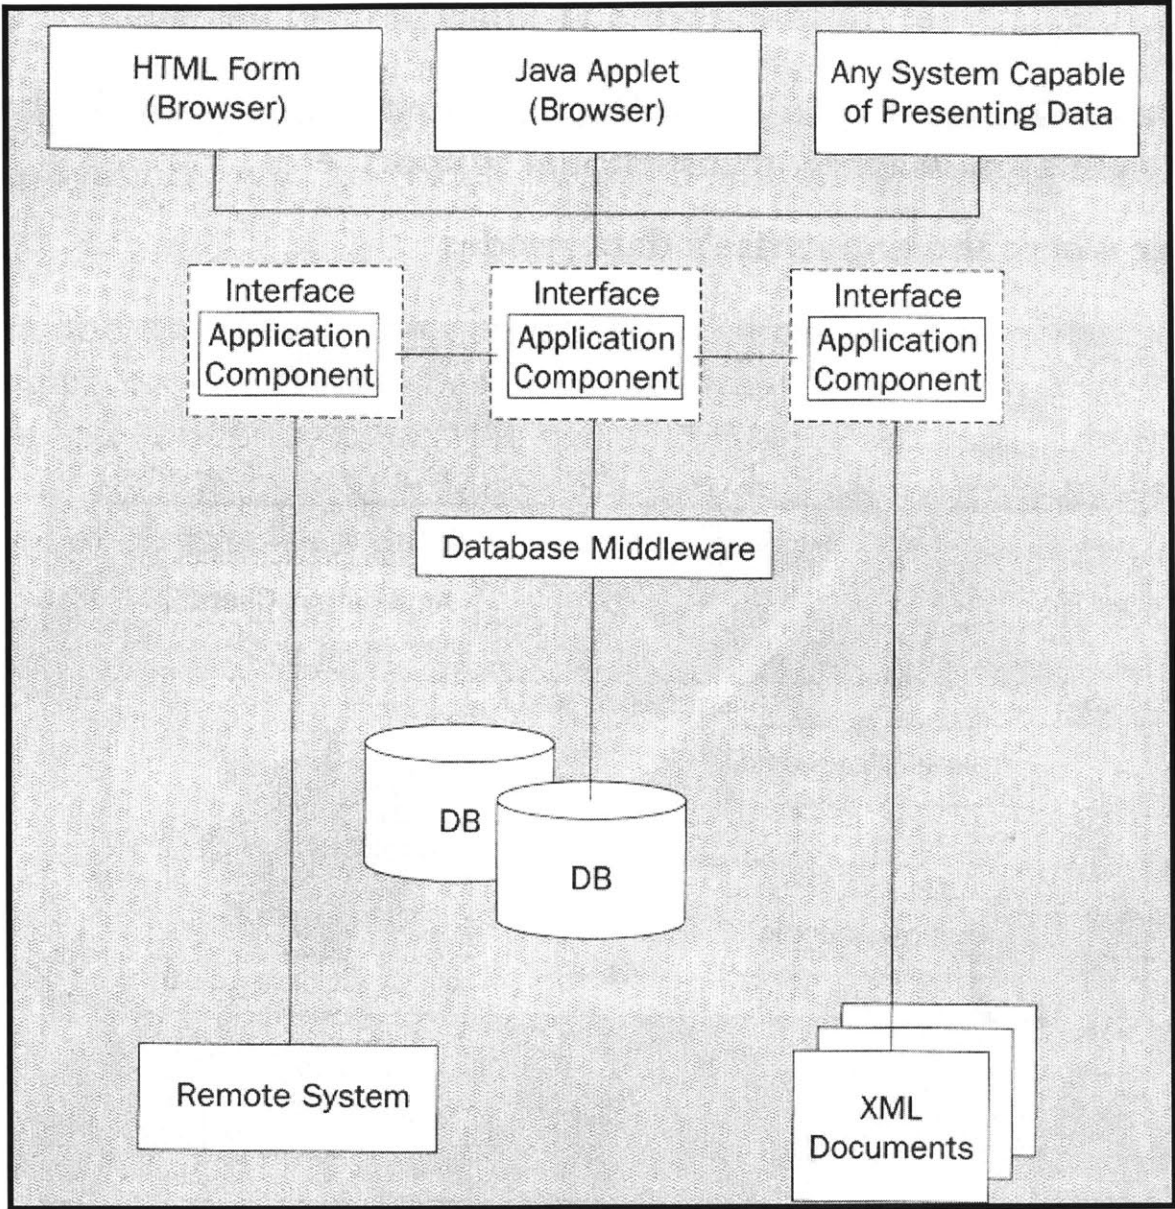 HTML Form
(Browser)
Java Applet
(Browser)
Any System Capable
of Presenting Data
Interface
Application
Component
Interface
Application
Component
Interface
Application
Component
Database Middleware
DB
DB
Remote System
XML
Documents